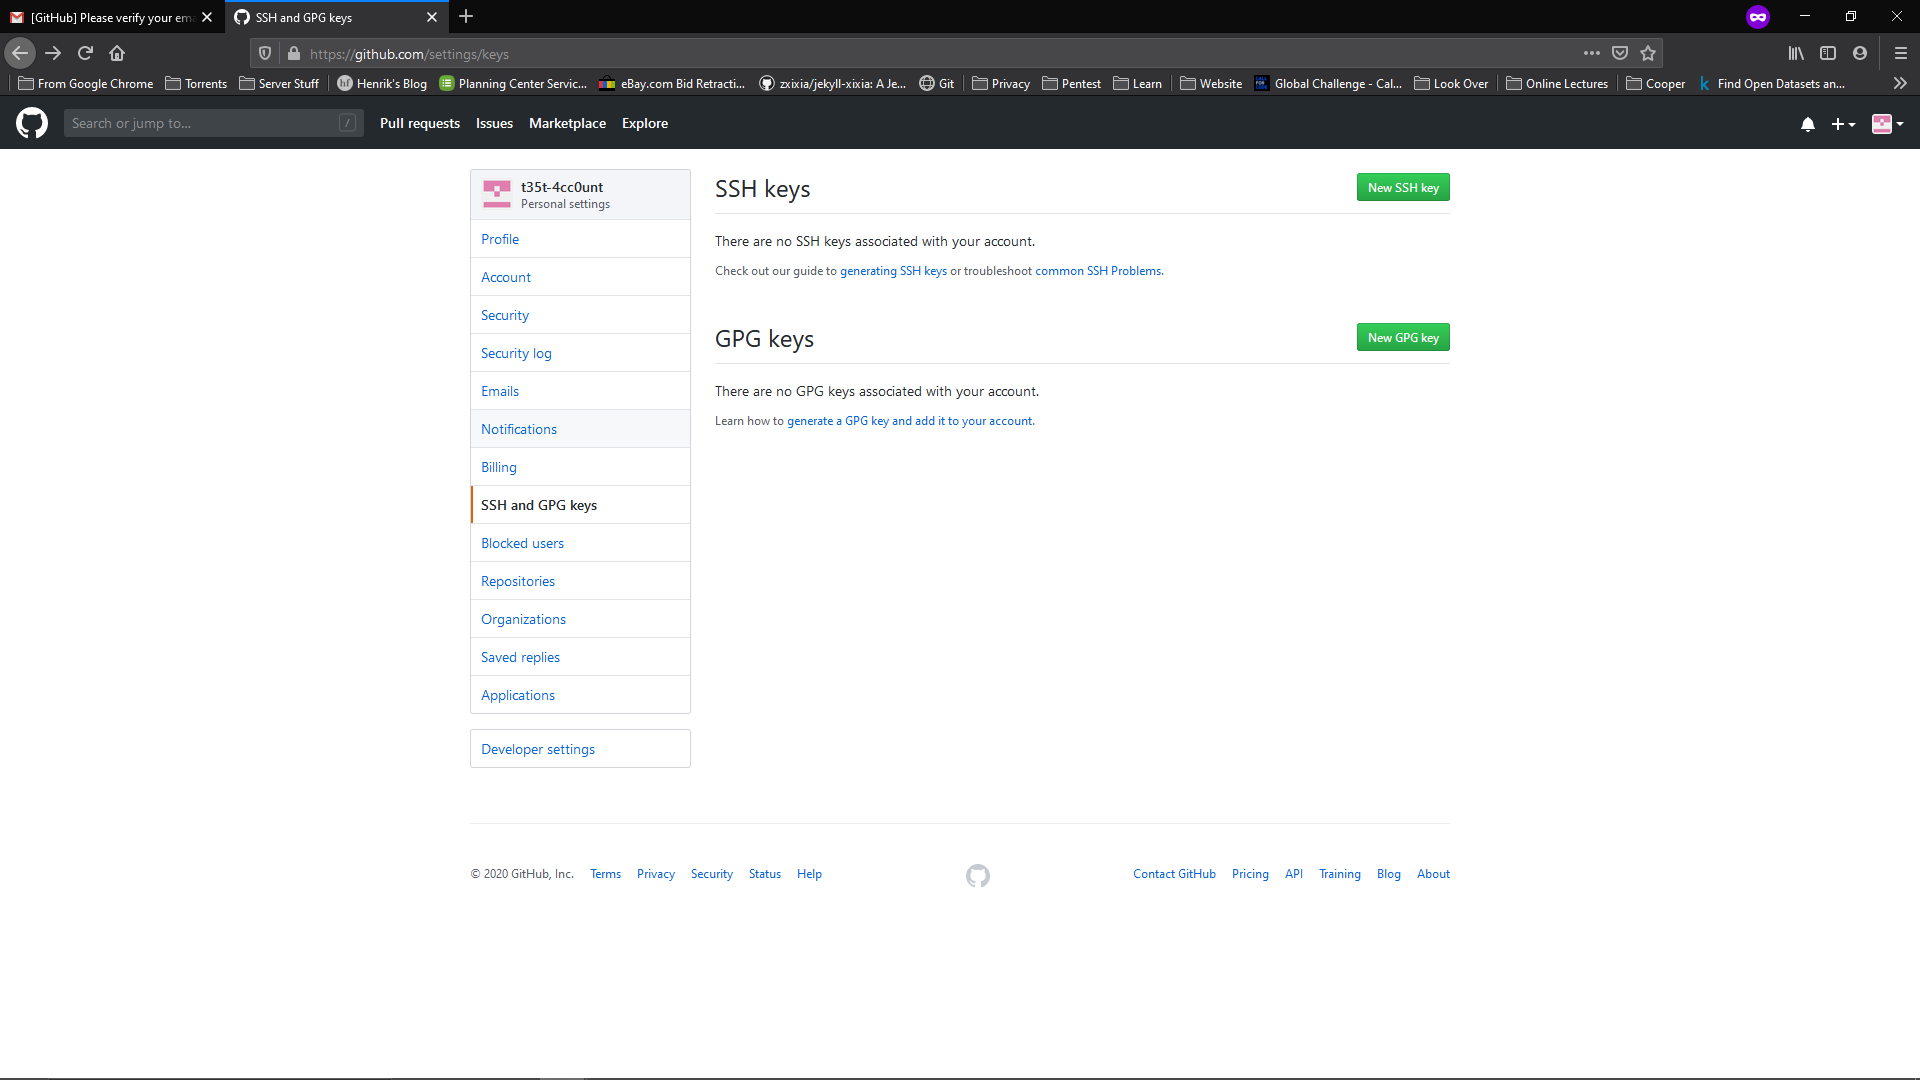 [GitHub] Please verify your ema
SSH and GPG keys
https://github.com/settings/keys
From Google Chrome Torrents Server Stuff Henrik's Blog Planning Center Servic... eBay.com Bid Retracti... zxixia/jekyll-xixia: A Je... Git Privacy Pentest Learn Website Global Challenge - Cal... Look Over Online Lectures Cooper Find Open Datasets an...
Search or jump to... / Pull requests Issues Marketplace Explore
t35t-4cc0unt
Personal settings
Profile
Account
Security
Security log
Emails
Notifications
Billing
SSH and GPG keys
Blocked users
Repositories
Organizations
Saved replies
Applications
Developer settings
SSH keys
New SSH key
There are no SSH keys associated with your account.
Check out our guide to generating SSH keys or troubleshoot common SSH Problems.
GPG keys
New GPG key
There are no GPG keys associated with your account.
Learn how to generate a GPG key and add it to your account.
© 2020 GitHub, Inc. Terms Privacy Security Status Help Contact GitHub Pricing API Training Blog About